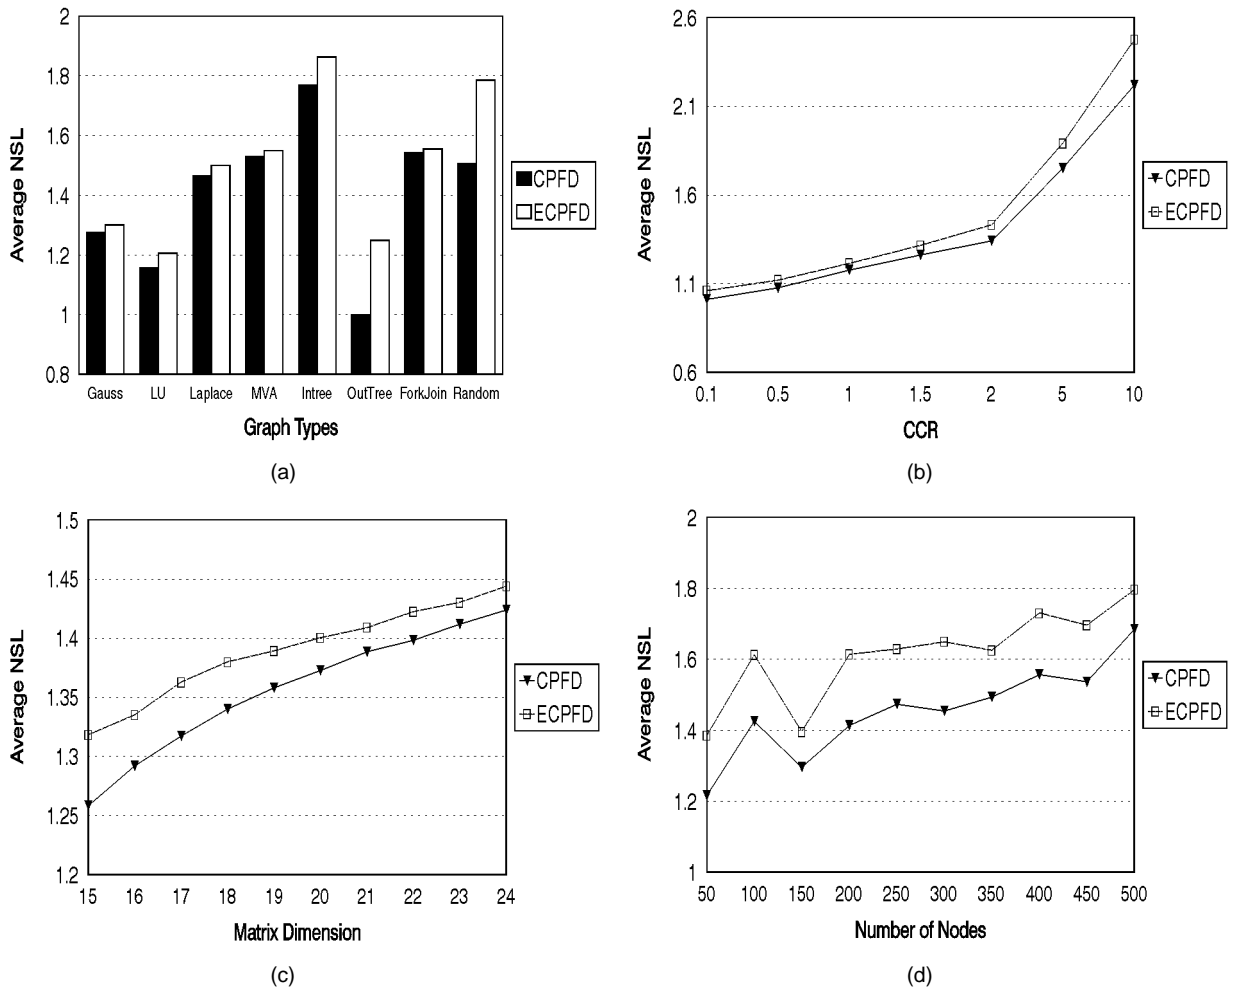 2
1.8
1.6
1.4
1.2
1
0.8
Average NSL
Gauss LU Laplace MVA Intree OutTree ForkJoin Random
Graph Types
CPFD
ECPFD
(a)
2.6
2.1
1.6
1.1
0.6
Average NSL
0.1 0.5 1 1.5 2 5 10
CCR
CPFD
ECPFD
(b)
1.5
1.45
1.4
1.35
1.3
1.25
1.2
Average NSL
15 16 17 18 19 20 21 22 23 24
Matrix Dimension
CPFD
ECPFD
(c)
2
1.8
1.6
1.4
1.2
1
Average NSL
50 100 150 200 250 300 350 400 450 500
Number of Nodes
CPFD
ECPFD
(d)